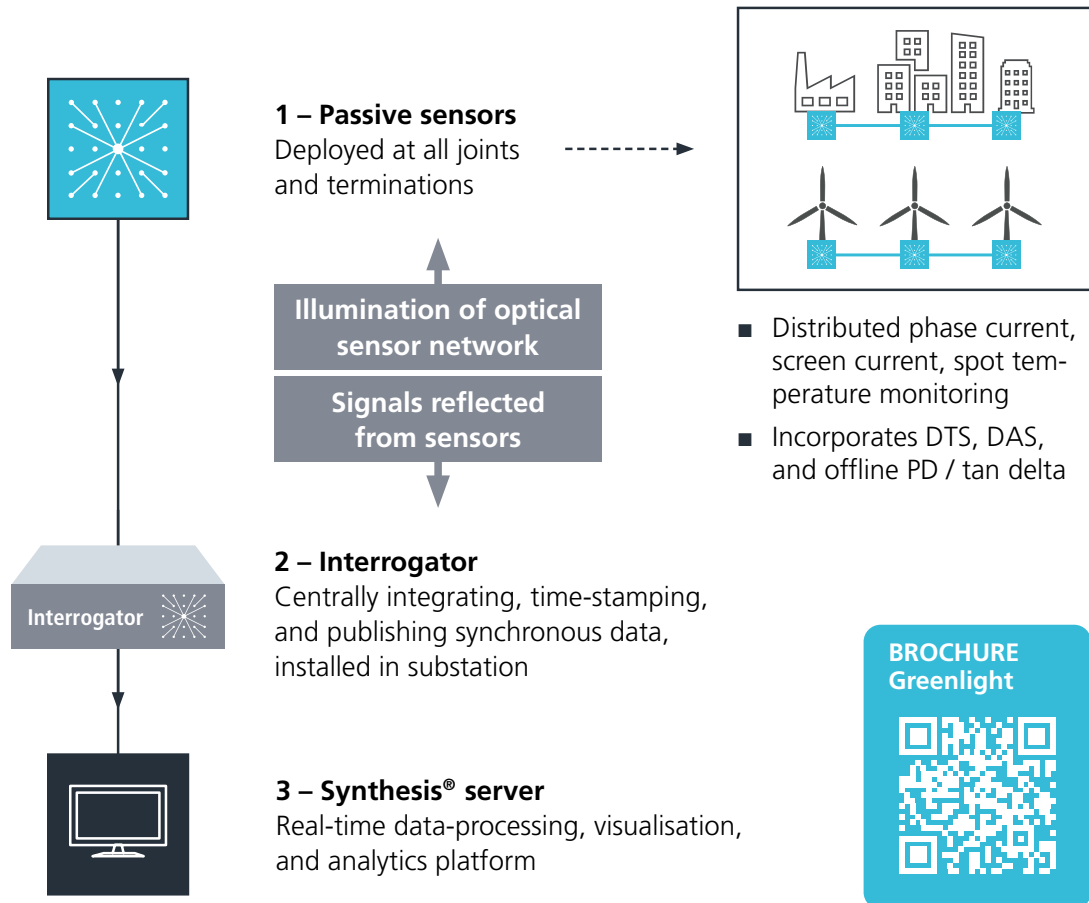 1 – Passive sensors
Deployed at all joints
and terminations
Illumination of optical
sensor network
Signals reflected
from sensors
■ Distributed phase current,
screen current, spot tem-
perature monitoring
■ Incorporates DTS, DAS,
and offline PD / tan delta
2 – Interrogator
Centrally integrating, time-stamping,
and publishing synchronous data,
installed in substation
Interrogator
BROCHURE
Greenlight
3 – Synthesis® server
Real-time data-processing, visualisation,
and analytics platform